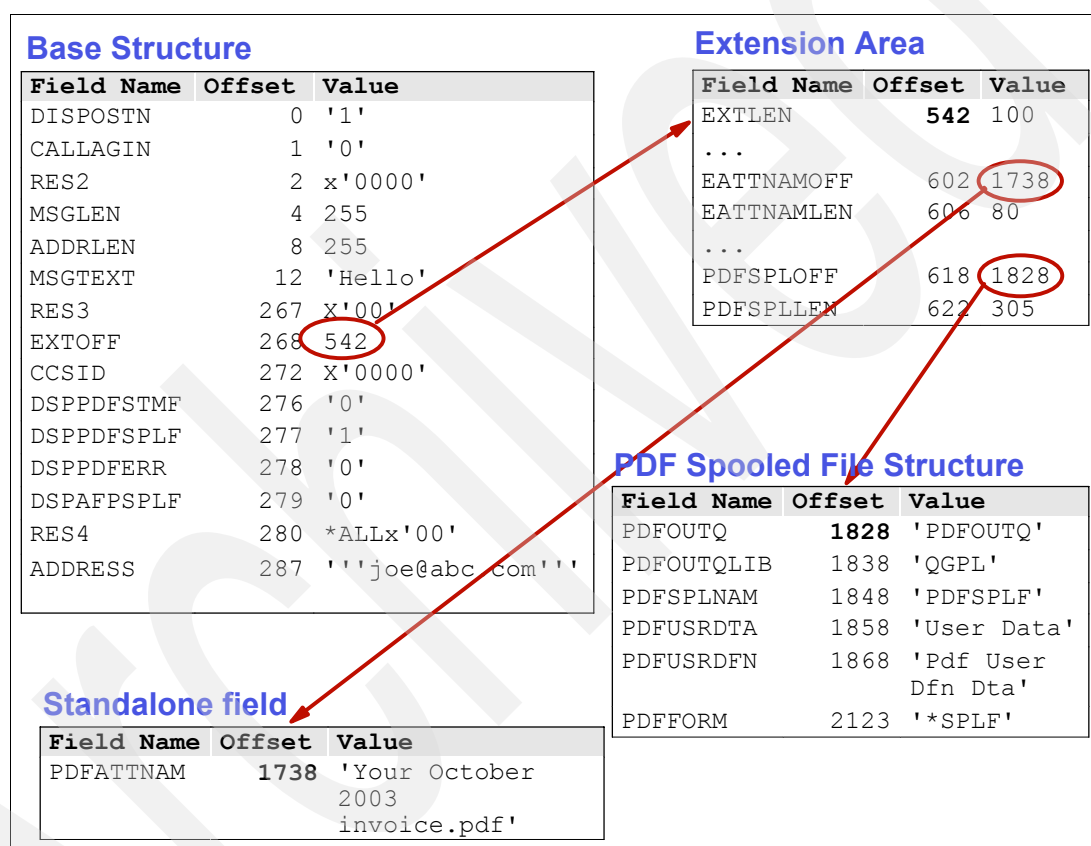 Base Structure
Field Name Offset Value
DISPOSTN 0 '1'
CALLAGIN 1 '0'
RES2 2 x'0000'
MSGLEN 4 255
ADDRLEN 8 255
MSGTEXT 12 'Hello'
RES3 267 X'00'
EXTOFF 268 542
CCSID 272 X'0000'
DSPPDFSTMF 276 '0'
DSPPDFSPLF 277 '1'
DSPPDFERR 278 '0'
DSPAFPSPLF 279 '0'
RES4 280 *ALLx'00'
ADDRESS 287 '''joe@abc.com'''
Extension Area
Field Name Offset Value
EXTLEN 542 100
...
EATTNAMOFF 602 1738
EATTNAMLEN 606 80
...
PDFSPLOFF 618 1828
PDFSPLLEN 622 305
PDF Spooled File Structure
Field Name Offset Value
PDFOUTQ 1828 'PDFOUTQ'
PDFOUTQLIB 1838 'QGPL'
PDFSPLNAM 1848 'PDFSPLF'
PDFUSRDTA 1858 'User Data'
PDFUSRDFN 1868 'Pdf User
Dfn Dta'
PDFFORM 2123 '*SPLF'
Standalone field
Field Name Offset Value
PDFATTNAM 1738 'Your October
2003
invoice.pdf'